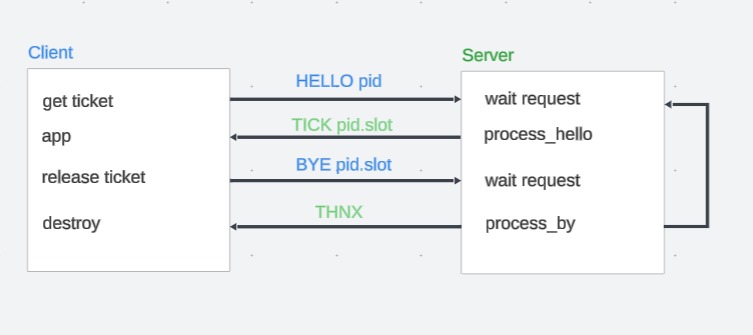 Client
Server
HELLO pid
get ticket
wait request
TICK pid.slot
app
process_hello
BYE pid.slot
release ticket
wait request
THNX
destroy
process_by